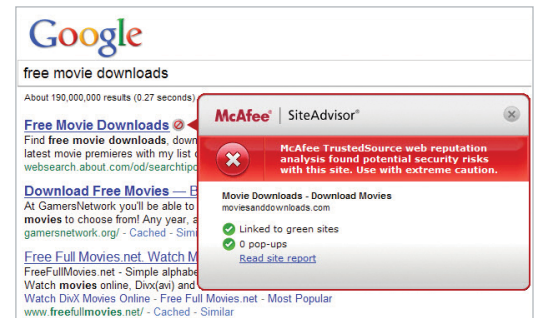 Google
free movie downloads
About 190,000,000 results (0.27 seconds)
Free Movie Downloads
Find free movie downloads, down
latest movie premieres with my list
websearch.about.com/od/searchtip
Download Free Movies — B
At GamersNetwork you'll be able to
movies to choose from! Any year, a
gamersnetwork.org/ - Cached - Simi
Free Full Movies.net. Watch M
FreeFullMovies.net - Simple alphabe
Watch movies online, Divx(avi) and
Watch DivX Movies Online - Free Full Movies.net - Most Popular
www.freefullmovies.net/ - Cached - Similar
McAfee® | SiteAdvisor®
McAfee TrustedSource web reputation
analysis found potential security risks
with this site. Use with extreme caution.
Movie Downloads - Download Movies
moviesanddownloads.com
Linked to green sites
0 pop-ups
Read site report